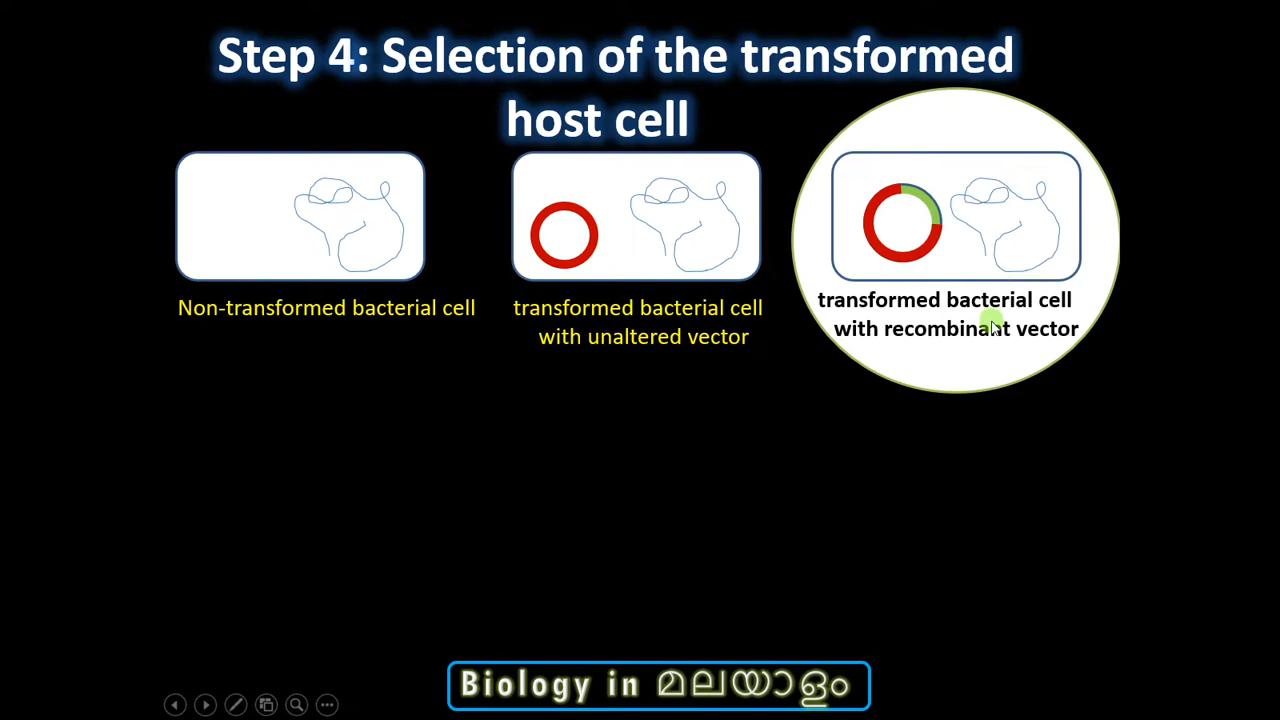 Step 4: Selection of the transformed
host cell
Non-transformed bacterial cell
transformed bacterial cell
with unaltered vector
transformed bacterial cell
with recombinant vector
Biology in മലയാളം